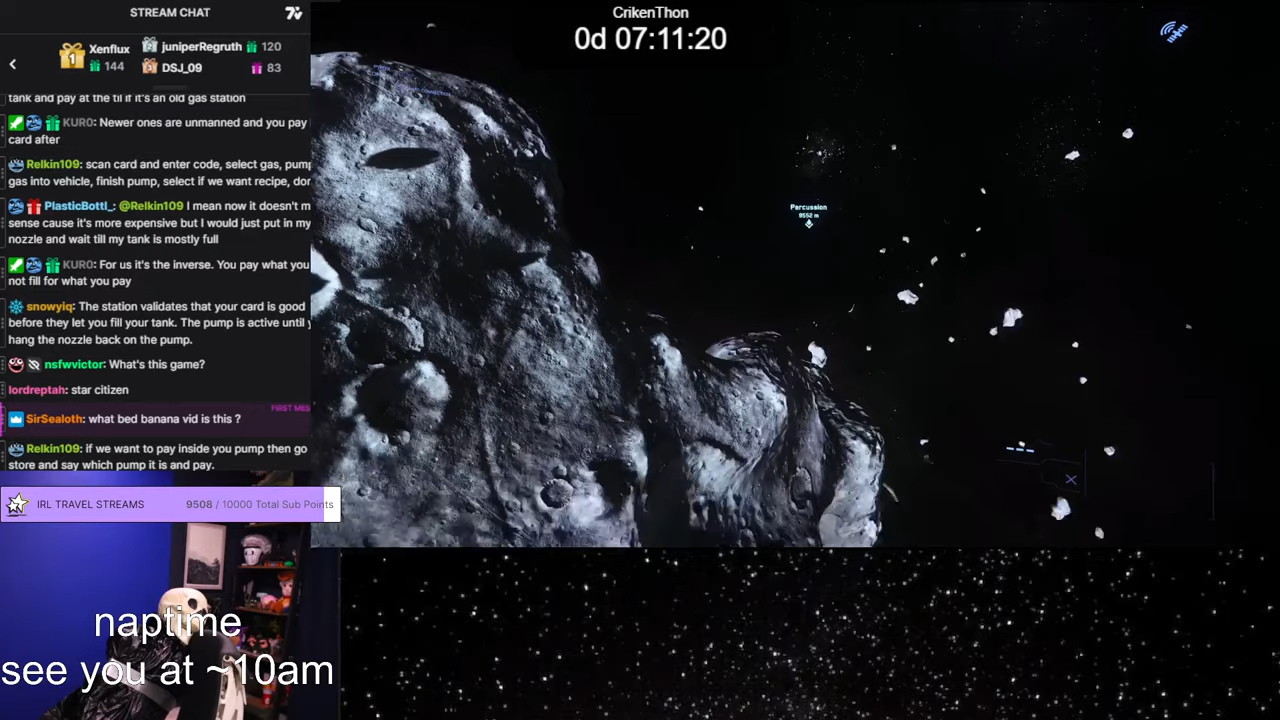 STREAM CHAT
Xenflux
144
juniperRegruth 120
DSJ_09 83
tank and pay at the til if it's an old gas station
KUR0: Newer ones are unmanned and you pay
card after
Relkin109: scan card and enter code, select gas, pump
gas into vehicle, finish pump, select if we want recipe, dor
PlasticBottl_: @Relkin109 I mean now it doesn't m
sense cause it's more expensive but I would just put in my
nozzle and wait till my tank is mostly full
KUR0: For us it's the inverse. You pay what you
not fill for what you pay
snowyiq: The station validates that your card is good
before they let you fill your tank. The pump is active until y
hang the nozzle back on the pump.
nsfwvictor: What's this game?
lordreptah: star citizen
FIRST MES
SirSealoth: what bed banana vid is this ?
Relkin109: if we want to pay inside you pump then go
store and say which pump it is and pay.
IRL TRAVEL STREAMS 9508 / 10000 Total Sub Points
naptime
see you at ~10am
CrikenThon
0d 07:11:20
Parcussion
9552 m